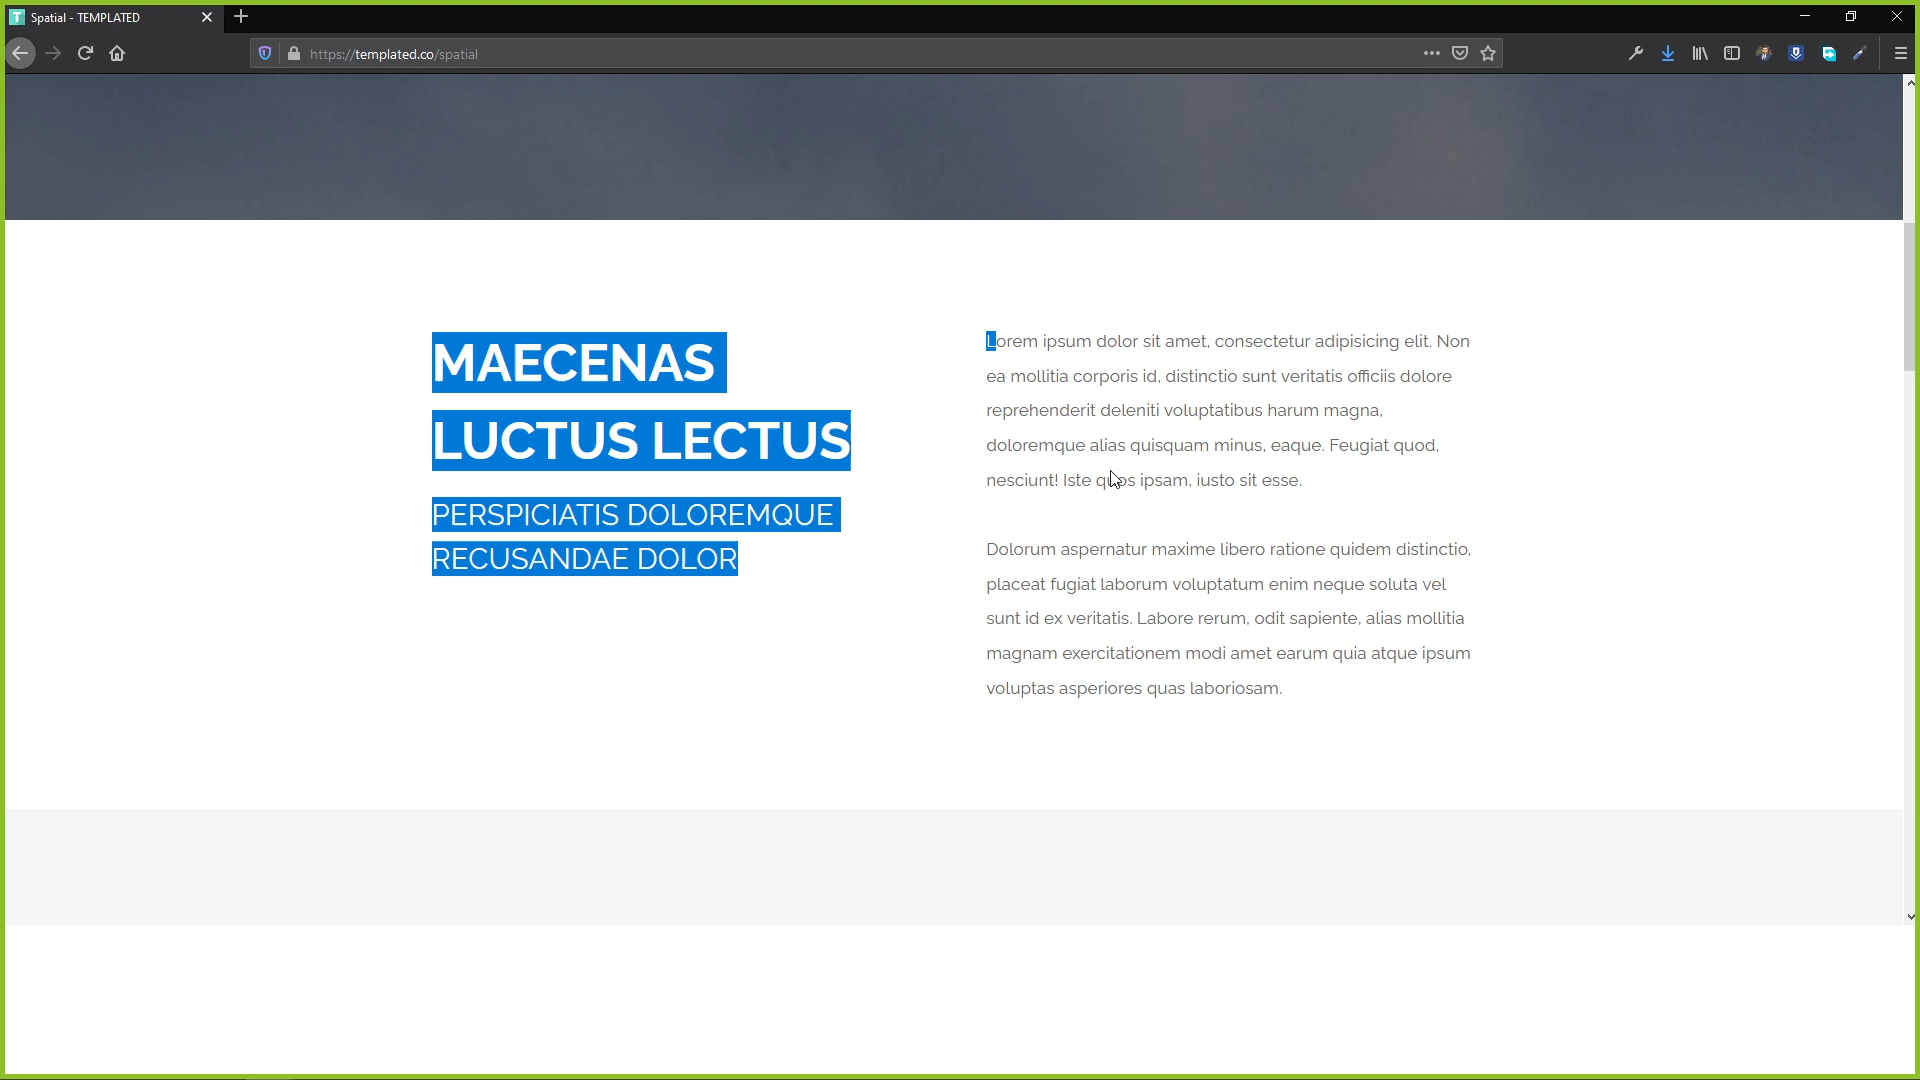 Spatial - TEMPLATED
https://templated.co/spatial
MAECENAS
LUCTUS LECTUS
PERSPICIATIS DOLOREMQUE
RECUSANDAE DOLOR
Lorem ipsum dolor sit amet, consectetur adipisicing elit. Non
ea mollitia corporis id, distinctio sunt veritatis officiis dolore
reprehenderit deleniti voluptatibus harum magna,
doloremque alias quisquam minus, eaque. Feugiat quod,
nesciunt! Iste quos ipsam, iusto sit esse.
Dolorum aspernatur maxime libero ratione quidem distinctio,
placeat fugiat laborum voluptatum enim neque soluta vel
sunt id ex veritatis. Labore rerum, odit sapiente, alias mollitia
magnam exercitationem modi amet earum quia atque ipsum
voluptas asperiores quas laboriosam.